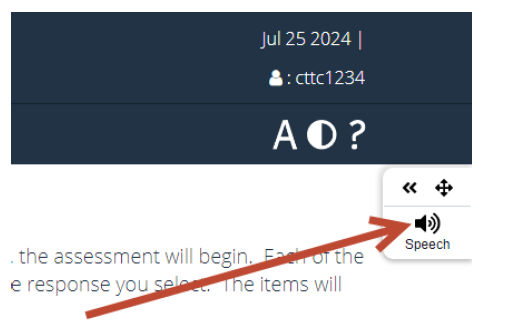 Jul 25 2024 |
: cttc1234
A ?
«
Speech
. the assessment will begin. Each of the
e response you select. The items will